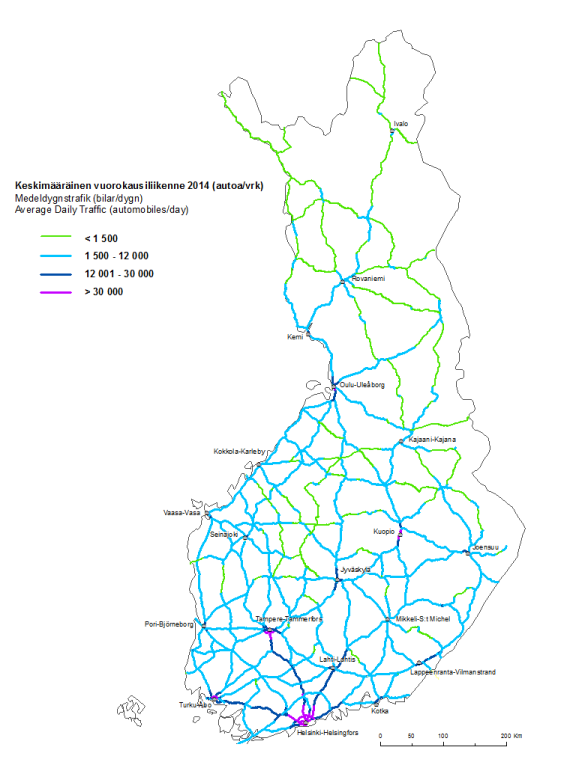 Keskimääräinen vuorokausiliikenne 2014 (autoa/vrk)
Medeldygnstrafik (bilar/dygn)
Average Daily Traffic (automobiles/day)
< 1 500
1 500 - 12 000
12 001 - 30 000
> 30 000
Ivalo
Rovaniemi
Kemi
Oulu-Uleåborg
Kajaani-Kajana
Kokkola-Karleby
Vaasa-Vasa
Seinäjoki
Kuopio
Joensuu
Jyväskylä
Pori-Björneborg
Tampere-Tammerfors
Mikkeli-S:t Michel
Lahti-Lahtis
Lappeenranta-Vilmanstrand
Turku-Åbo
Kotka
Helsinki-Helsingfors
0 50 100 200 Km